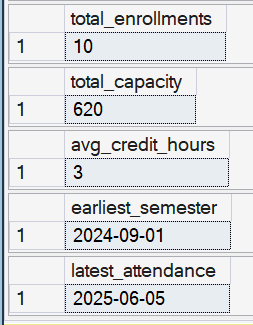 total_enrollments
1 10
total_capacity
1 620
avg_credit_hours
1 3
earliest_semester
1 2024-09-01
latest_attendance
1 2025-06-05